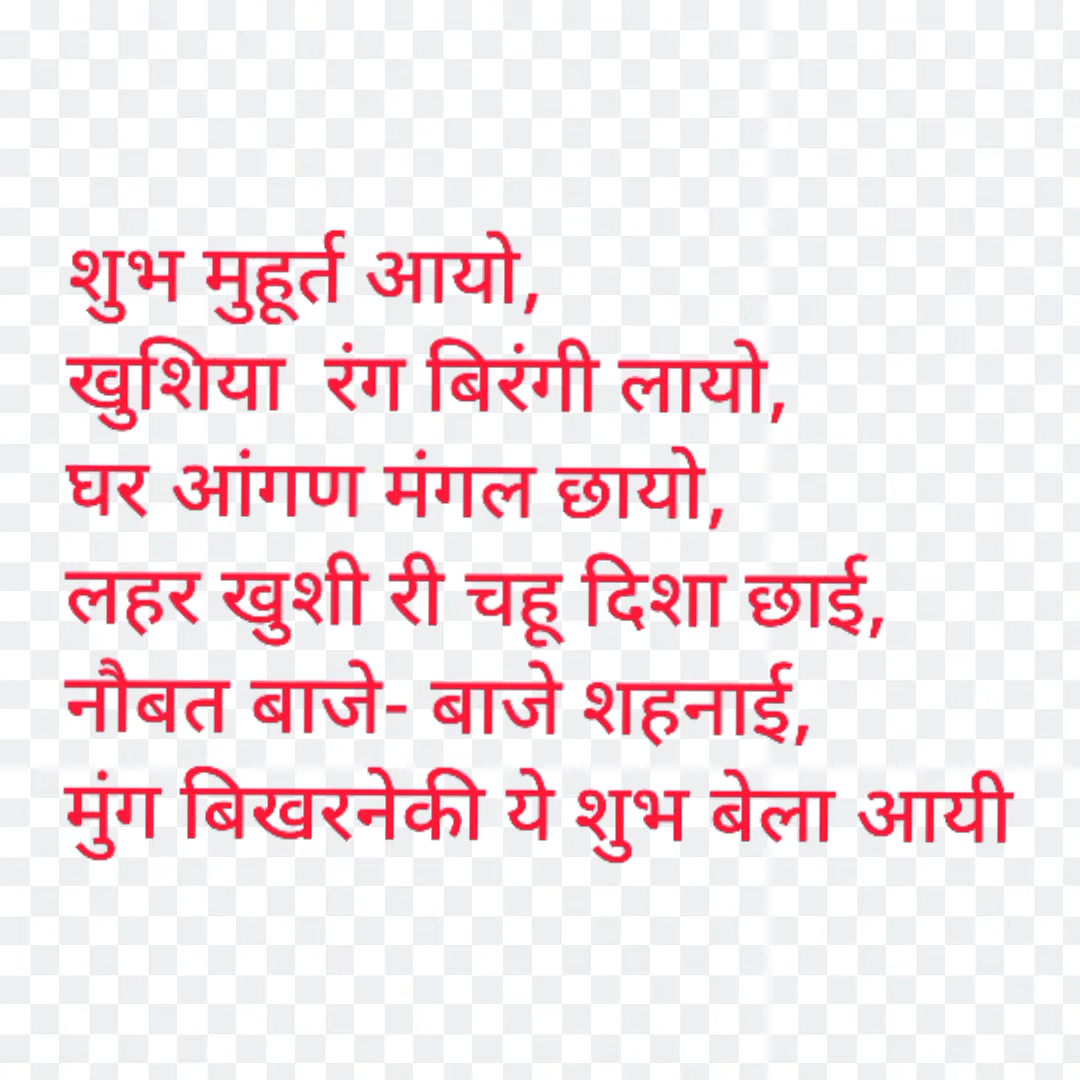 शुभ मुहूर्त आयो,
खुशिया  रंग बिरंगी लायो,
घर आंगण मंगल छायो,
लहर खुशी री चहू दिशा छाई,
नौबत बाजे- बाजे शहनाई,
मुंग बिखरनेकी ये शुभ बेला आयी